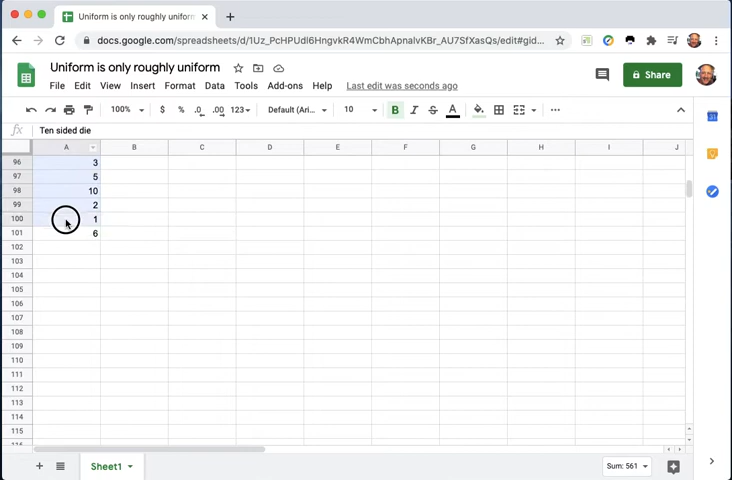 Uniform is only roughly uniform
docs.google.com/spreadsheets/d/1Uz_PcHPUdl6HngvkR4WmCbhApnalvKBr_AU7SfXasQs/edit#gid...
Uniform is only roughly uniform
Share
File Edit View Insert Format Data Tools Add-ons Help Last edit was seconds ago
100% $ % .0 .00 123 Default (Ari... 10 B I S A
fx Ten sided die
A B C D E F G H I J
96 3
97 5
98 10
99 2
100 1
101 6
102
103
104
105
106
107
108
109
110
111
112
113
114
115
Sheet1 Sum: 561